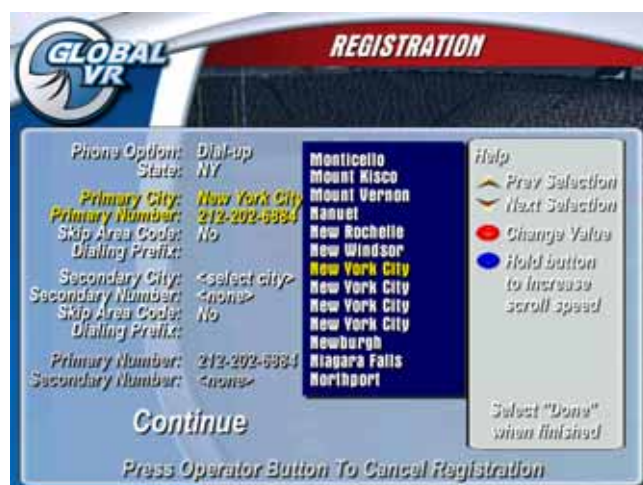 GLOBAL
VR
REGISTRATION
Phone Option: Dial-up
State: NY
Primary City: New York City
Primary Number: 212-202-6984
Skip Area Code: No
Dialing Prefix:
Secondary City: <select city>
Secondary Number: <none>
Skip Area Code: No
Dialing Prefix:
Primary Number: 212-202-6984
Secondary Number: <none>
Continue
Monticello
Mount Kisco
Mount Vernon
Nanuet
New Rochelle
New Windsor
New York City
New York City
New York City
New York City
Newburgh
Niagara Falls
Northport
Help
Prev Selection
Next Selection
Change Value
Hold button
to increase
scroll speed
Select "Done"
when finished
Press Operator Button To Cancel Registration